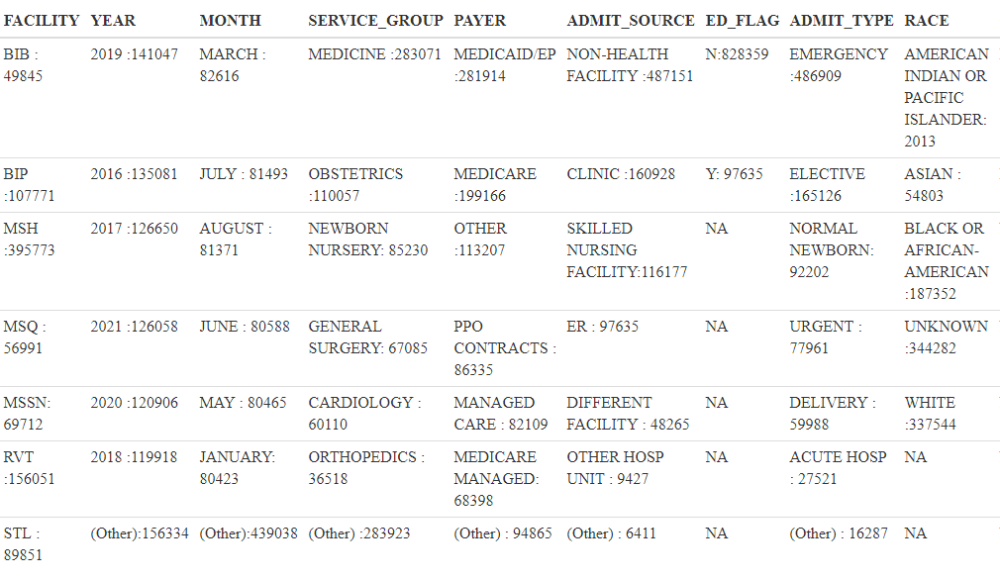 FACILITY YEAR MONTH SERVICE_GROUP PAYER ADMIT_SOURCE ED_FLAG ADMIT_TYPE RACE
BIB : 2019 :141047 MARCH : MEDICINE :283071 MEDICAID/EP NON-HEALTH N:828359 EMERGENCY AMERICAN
49845 82616 :281914 FACILITY :487151 :486909 INDIAN OR
PACIFIC
ISLANDER:
2013
BIP 2016 :135081 JULY : 81493 OBSTETRICS MEDICARE CLINIC :160928 Y: 97635 ELECTIVE ASIAN :
:107771 :110057 :199166 :165126 54803
MSH 2017 :126650 AUGUST : NEWBORN OTHER SKILLED NA NORMAL BLACK OR
:395773 81371 NURSERY: 85230 :113207 NURSING NEWBORN: AFRICAN-
FACILITY:116177 92202 AMERICAN
:187352
MSQ : 2021 :126058 JUNE : 80588 GENERAL PPO ER : 97635 NA URGENT : UNKNOWN
56991 SURGERY: 67085 CONTRACTS : 77961 :344282
86335
MSSN: 2020 :120906 MAY : 80465 CARDIOLOGY : MANAGED DIFFERENT NA DELIVERY : WHITE
69712 60110 CARE : 82109 FACILITY : 48265 59988 :337544
RVT 2018 :119918 JANUARY: ORTHOPEDICS : MEDICARE OTHER HOSP NA ACUTE HOSP NA
:156051 80423 36518 MANAGED: UNIT : 9427 : 27521
68398
STL : (Other):156334 (Other):439038 (Other) :283923 (Other) : 94865 (Other) : 6411 NA (Other) : 16287 NA
89851